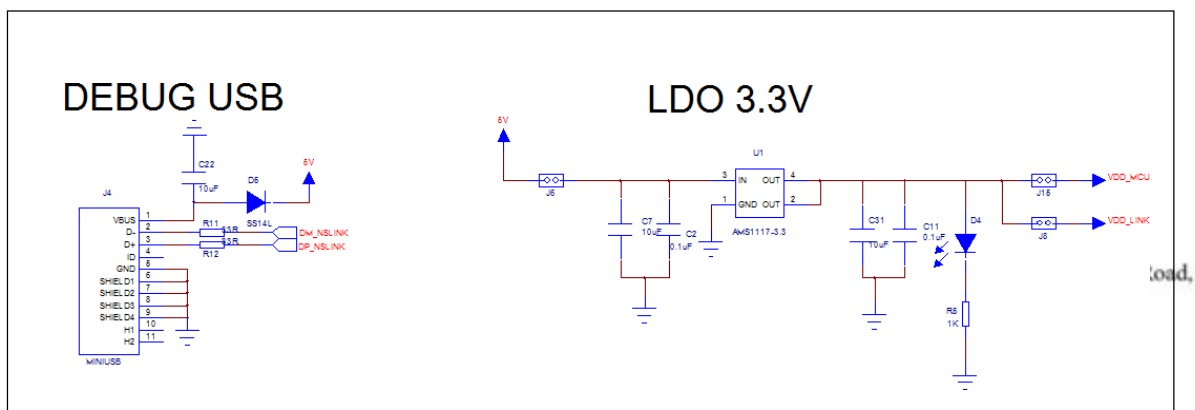 DEBUG USB
LDO 3.3V
C22
10uF
J4
D5
5V
SS14L
VBUS 1
D- 2
D+ 3
ID 4
GND 5
SHIELD1 6
SHIELD2 7
SHIELD3 8
SHIELD4 9
H1 10
H2 11
MINIUSB
R11
33R
33R
R12
DM_NSLINK
DP_NSLINK
5V
J6
C7
10uF
C2
0.1uF
U1
3 IN OUT 4
1 GND OUT 2
AMS1117-3.3
C31
10uF
C11
0.1uF
D4
R5
1K
J15
VDD_MCU
J8
VDD_LINK
Road,